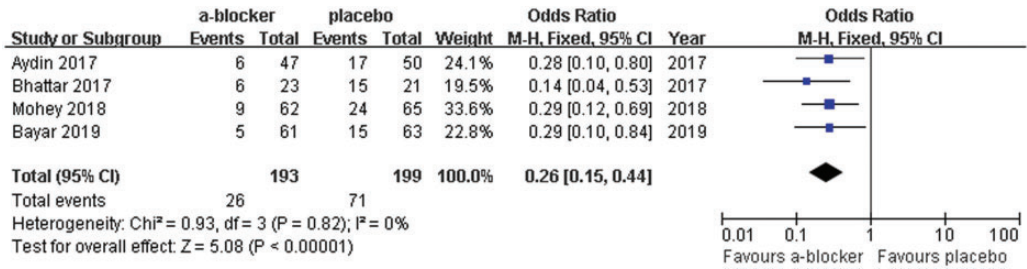 a-blocker placebo Odds Ratio Odds Ratio
Study or Subgroup Events Total Events Total Weight M-H, Fixed, 95% CI Year M-H, Fixed, 95% CI
Aydin 2017 6 47 17 50 24.1% 0.28 [0.10, 0.80] 2017
Bhattar 2017 6 23 15 21 19.5% 0.14 [0.04, 0.53] 2017
Mohey 2018 9 62 24 65 33.6% 0.29 [0.12, 0.69] 2018
Bayar 2019 5 61 15 63 22.8% 0.29 [0.10, 0.84] 2019
Total (95% CI) 193 199 100.0% 0.26 [0.15, 0.44]
Total events 26 71
Heterogeneity: Chi² = 0.93, df = 3 (P = 0.82); I² = 0%
Test for overall effect: Z = 5.08 (P < 0.00001)
0.01 0.1 1 10 100
Favours a-blocker Favours placebo